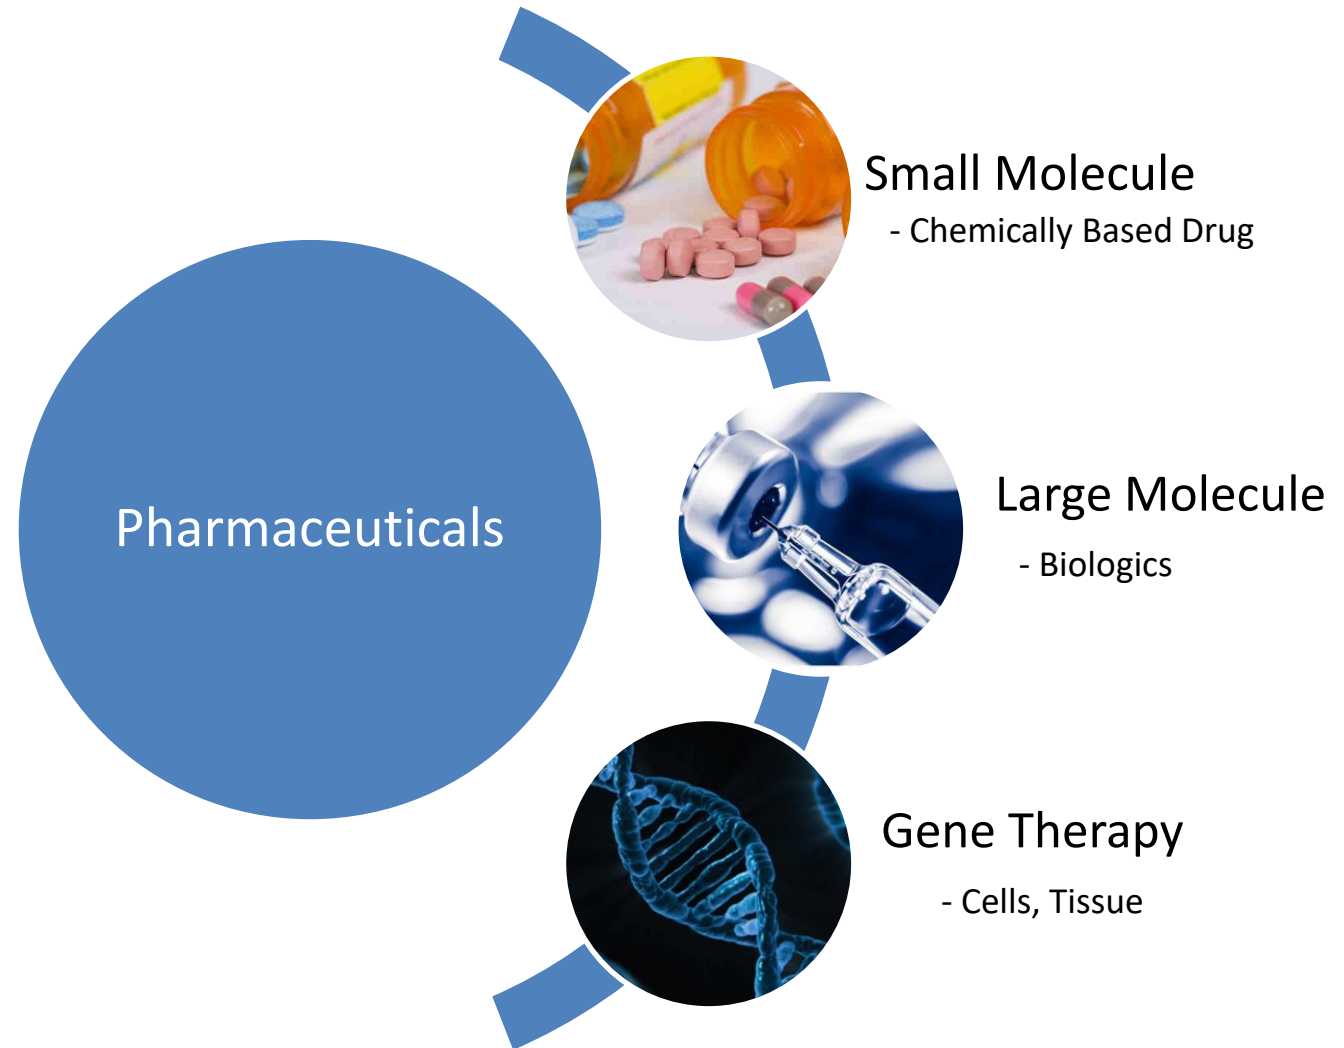 Pharmaceuticals
Small Molecule
- Chemically Based Drug
Large Molecule
- Biologics
Gene Therapy
- Cells, Tissue